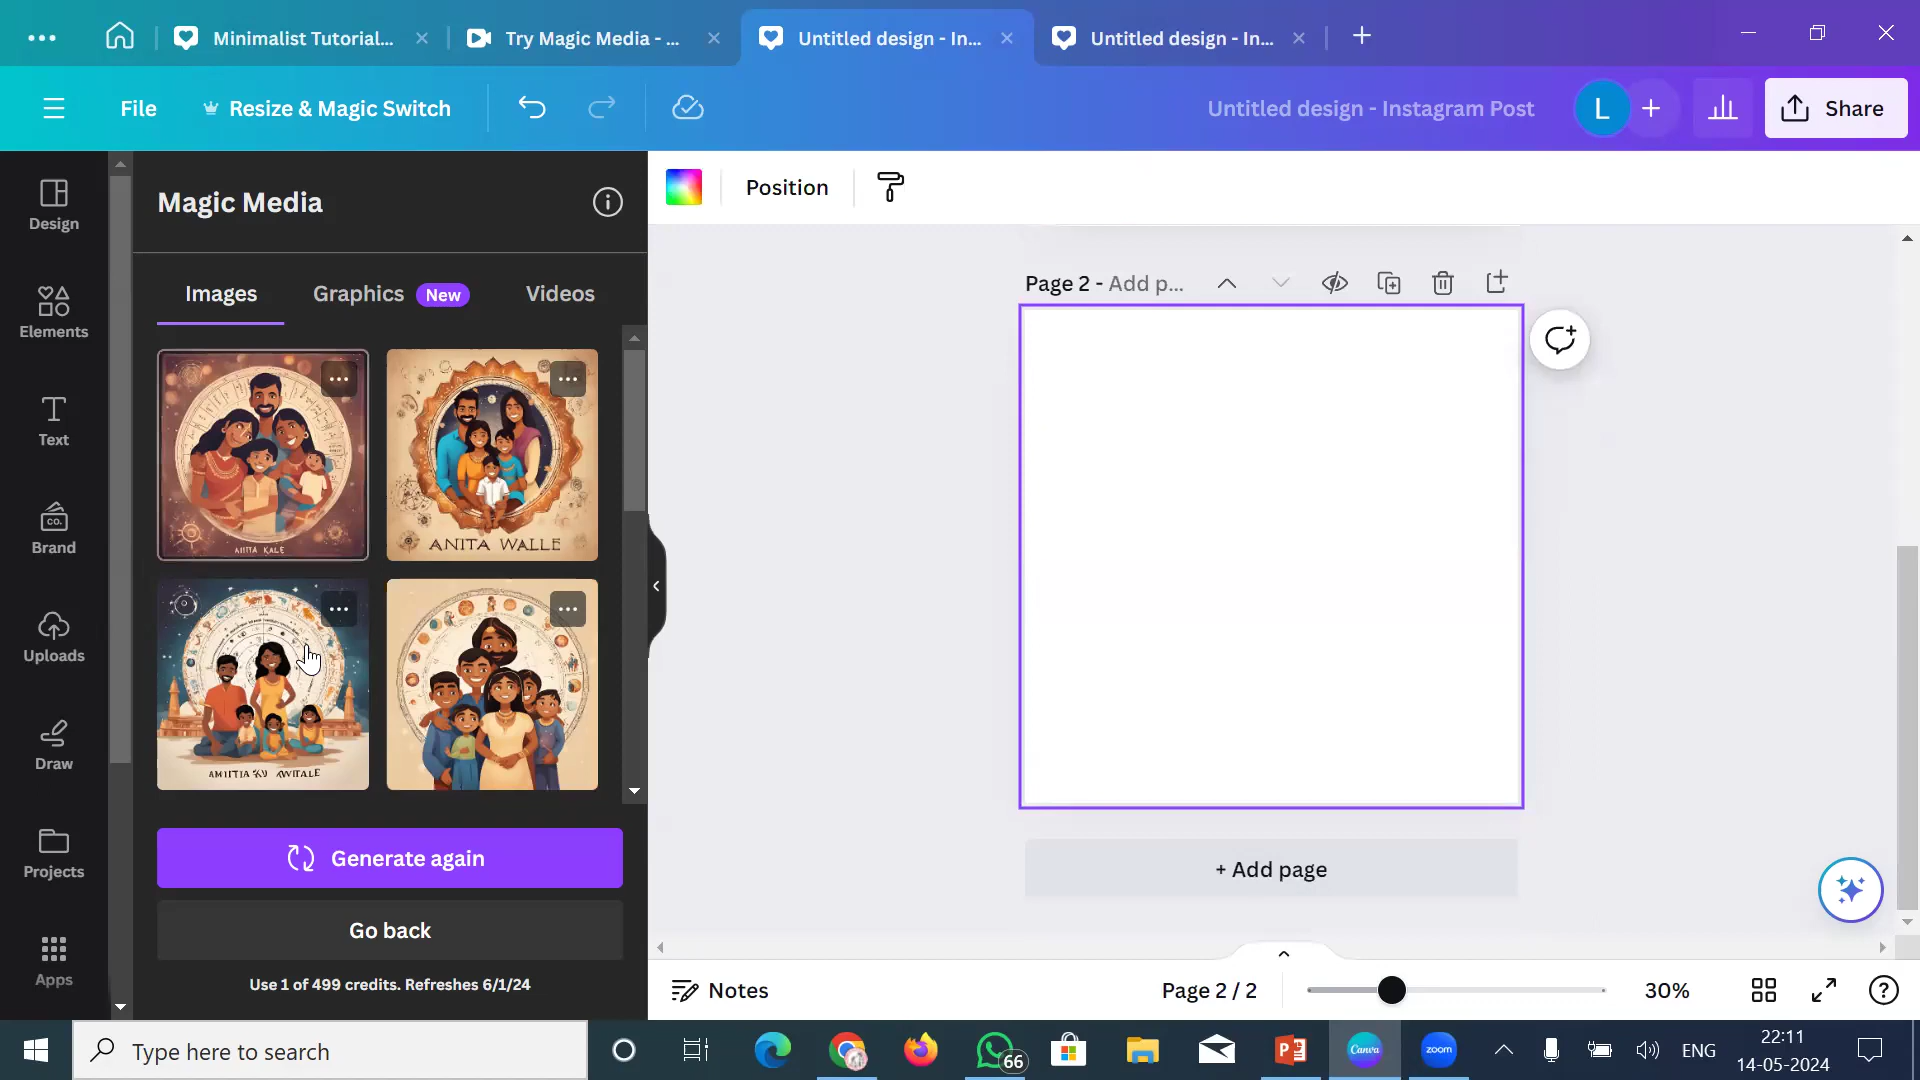 Minimalist Tutorial...
Try Magic Media - ...
Untitled design - In...
Untitled design - In...
File
Resize & Magic Switch
Untitled design - Instagram Post
L
Share
Design
Elements
Text
CO.
Brand
Uploads
Draw
Projects
Apps
Magic Media
Images
Graphics
New
Videos
ANITA WALLE
Generate again
Go back
Use 1 of 499 credits. Refreshes 6/1/24
Position
Page 2 - Add p...
+ Add page
Notes
Page 2 / 2
30%
Type here to search
66
Canva
zoom
ENG
22:11
14-05-2024